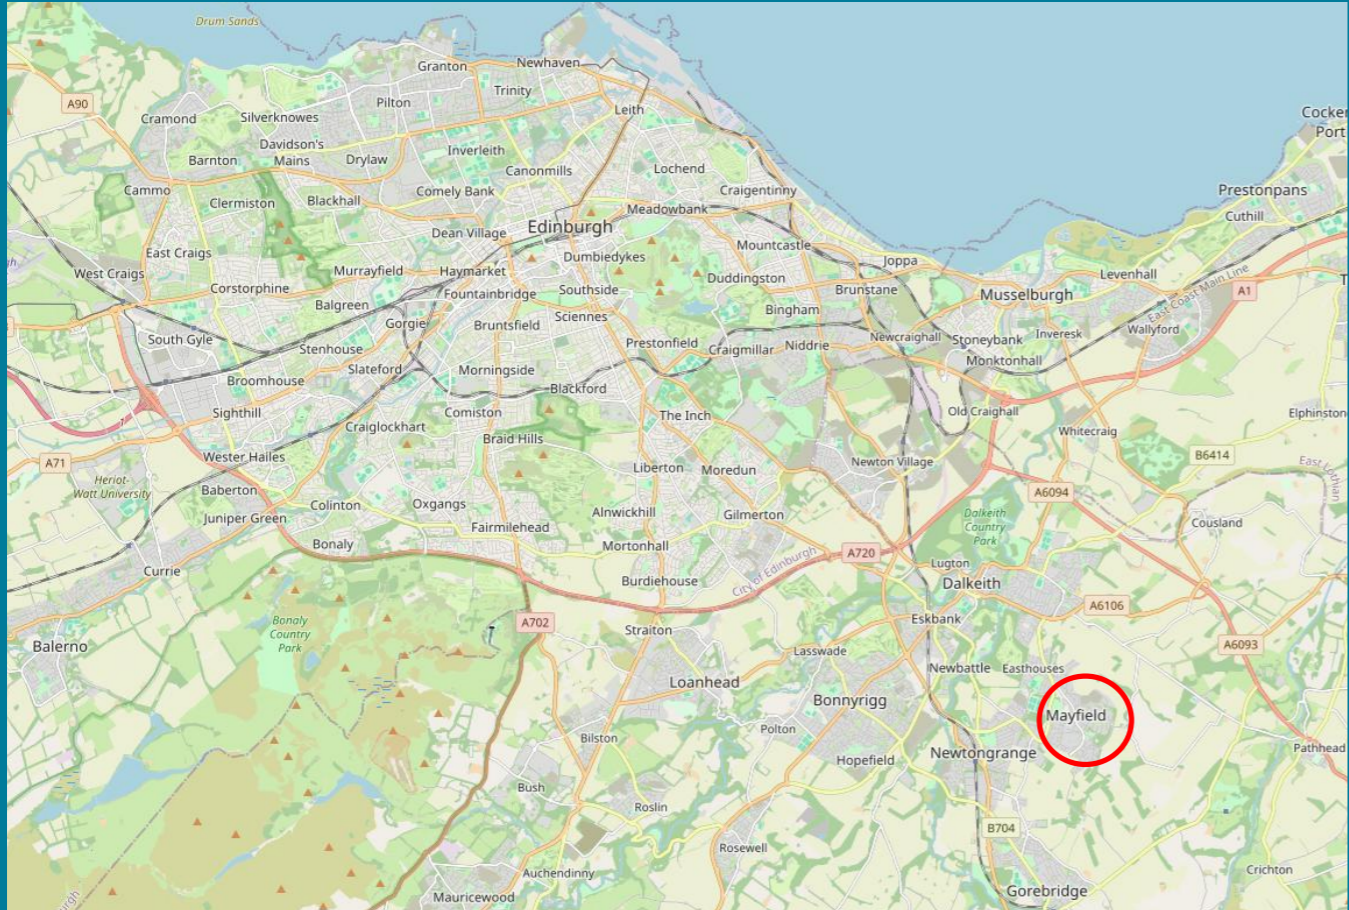 Drum Sands
Granton
Newhaven
A90
Pilton
Trinity
Cramond
Silverknowes
Leith
Cocken
Port
Davidson's
Mains
Barnton
Drylaw
Inverleith
Canonmills
Lochend
Cammo
Clermiston
Blackhall
Comely Bank
Craigentinny
Prestonpans
Meadowbank
Cuthill
Dean Village
Edinburgh
East Craigs
Dumbiedykes
Mountcastle
Joppa
West Craigs
Murrayfield
Haymarket
Duddingston
Levenhall
Corstorphine
Fountainbridge
Southside
Brunstane
Musselburgh
East Coast Main Line
A1
Balgreen
Gorgie
Bruntsfield
Sciennes
Bingham
South Gyle
Stenhouse
Prestonfield
Craigmillar
Niddrie
Newcraighall
Stoneybank
Inveresk
Wallyford
Slateford
Morningside
Monktonhall
Broomhouse
Blackford
Sighthill
Comiston
The Inch
Old Craighall
Elphinston
Craiglockhart
Braid Hills
Whitecraig
Wester Hailes
A71
Liberton
Moredun
Newton Village
B6414
East Lothian
Heriot-
Watt University
Baberton
A6094
Juniper Green
Colinton
Oxgangs
Alnwickhill
Gilmerton
Dalkeith
Country
Park
Cousland
Fairmilehead
Bonaly
Mortonhall
City of Edinburgh
A720
Currie
Burdiehouse
Lugton
Dalkeith
A6106
Bonaly
Country
Park
A702
Straiton
Eskbank
Balerno
Lasswade
A6093
Newbattle
Easthouses
Loanhead
Bonnyrigg
Mayfield
Bilston
Polton
Newtongrange
Pathhead
Hopefield
Bush
Roslin
B704
Rosewell
Auchendinny
Crichton
Mauricewood
Gorebridge